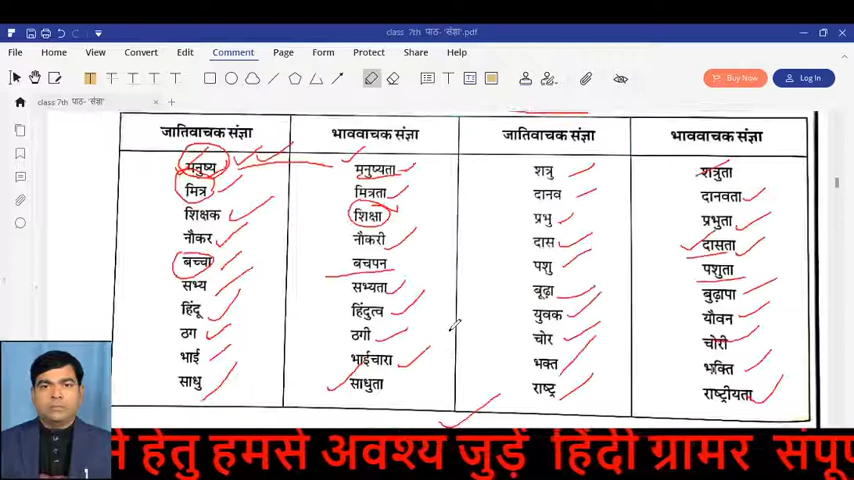 class 7th पाठ- 'संज्ञा'.pdf
File Home View Convert Edit Comment Page Form Protect Share Help
T T T T T T
Buy Now Log In
class 7th पाठ- 'संज्ञा'.pdf ×
जातिवाचक संज्ञा भाववाचक संज्ञा जातिवाचक संज्ञा भाववाचक संज्ञा
मनुष्य मनुष्यता शत्रु शत्रुता
मित्र मित्रता दानव दानवता
शिक्षक शिक्षा प्रभु प्रभुता
नौकर नौकरी दास दासता
बच्चा बचपन पशु पशुता
सभ्य सभ्यता बूढ़ा बुढ़ापा
हिंदू हिंदुत्व युवक यौवन
ठग ठगी चोर चोरी
भाई भाईचारा भक्त भक्ति
साधु साधुता राष्ट्र राष्ट्रीयता
से हेतु हमसे अवश्य जुड़ें हिंदी ग्रामर संपू